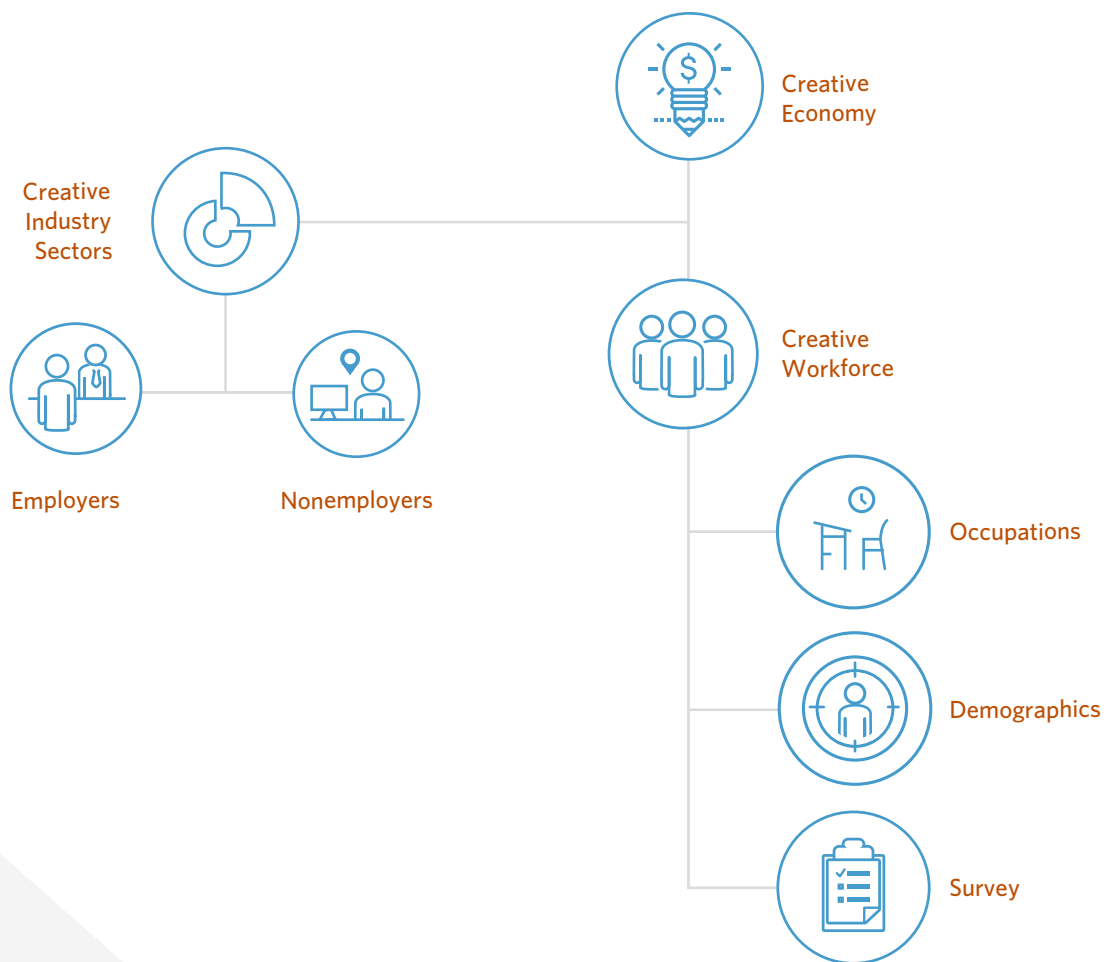 Creative
Economy
Creative
Industry
Sectors
Creative
Workforce
Employers
Nonemployers
Occupations
Demographics
Survey